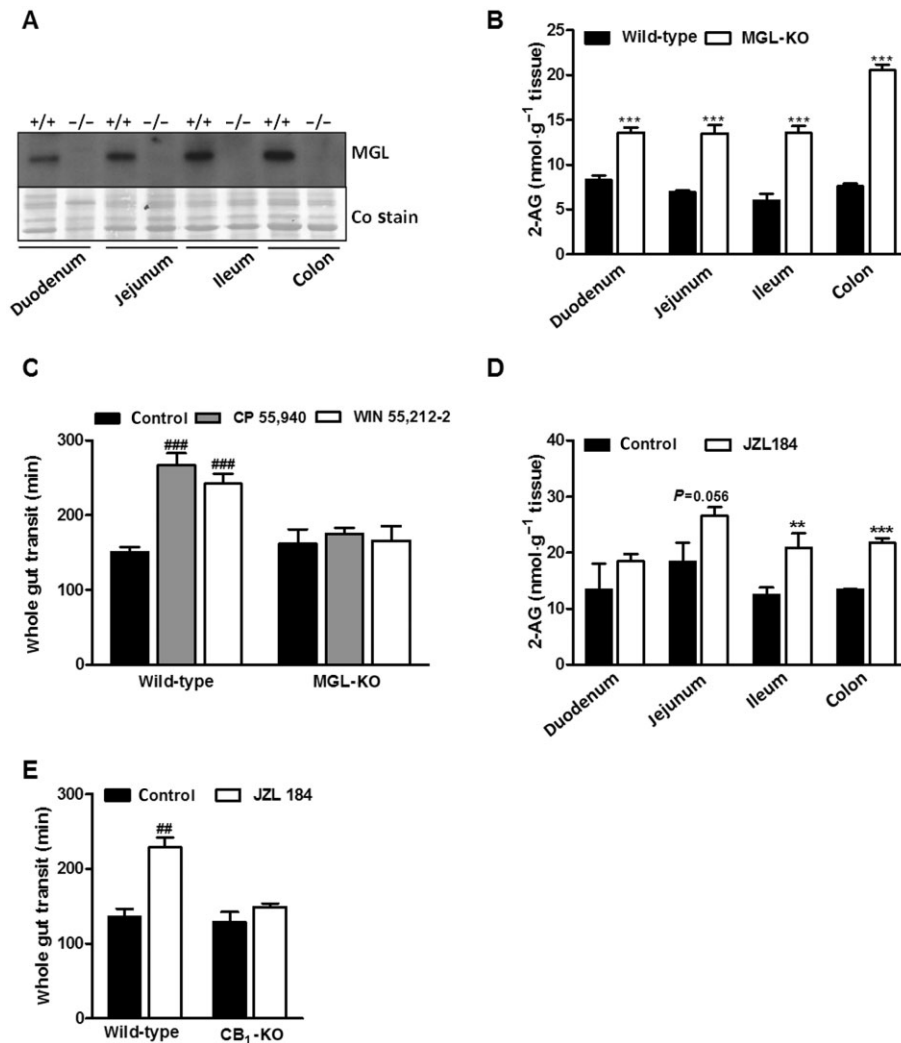 A
+/+ −/− +/+ −/− +/+ −/− +/+ −/−
MGL
Co stain
Duodenum
Jejunum
Ileum
Colon
B
Wild-type MGL-KO
2-AG (nmol·g⁻¹ tissue)
25
20
15
10
5
0
***
***
***
***
Duodenum
Jejunum
Ileum
Colon
C
Control CP 55,940 WIN 55,212-2
whole gut transit (min)
300
200
100
0
###
###
Wild-type MGL-KO
D
Control JZL184
2-AG (nmol·g⁻¹ tissue)
40
30
20
10
0
P=0.056
**
***
Duodenum
Jejunum
Ileum
Colon
E
Control JZL 184
whole gut transit (min)
300
200
100
0
##
Wild-type CB₁-KO